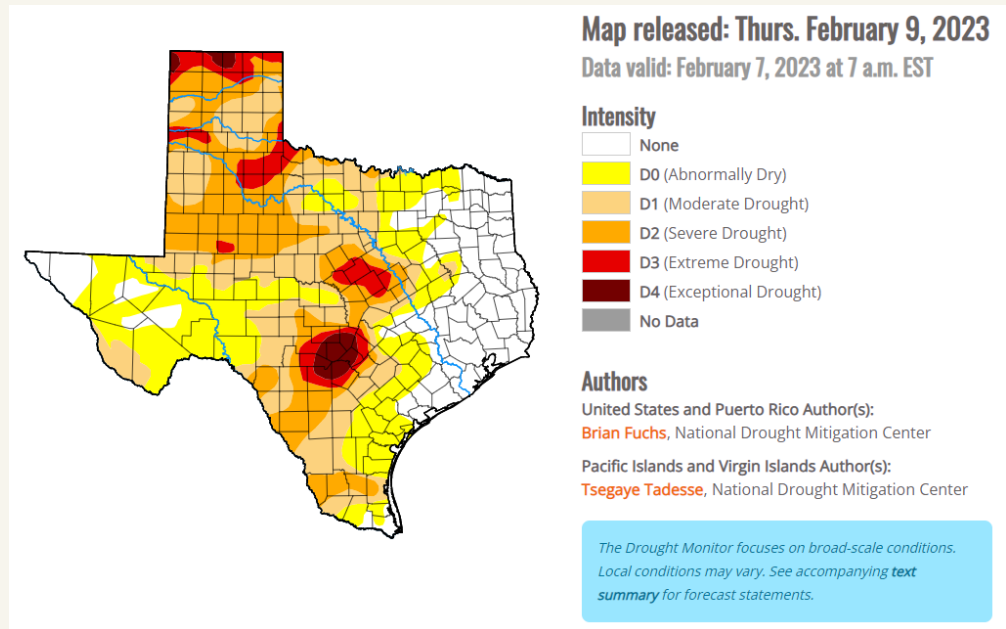 Map released: Thurs. February 9, 2023
Data valid: February 7, 2023 at 7 a.m. EST
Intensity
None
D0 (Abnormally Dry)
D1 (Moderate Drought)
D2 (Severe Drought)
D3 (Extreme Drought)
D4 (Exceptional Drought)
No Data
Authors
United States and Puerto Rico Author(s):
Brian Fuchs, National Drought Mitigation Center
Pacific Islands and Virgin Islands Author(s):
Tsegaye Tadesse, National Drought Mitigation Center
The Drought Monitor focuses on broad-scale conditions.
Local conditions may vary. See accompanying text
summary for forecast statements.